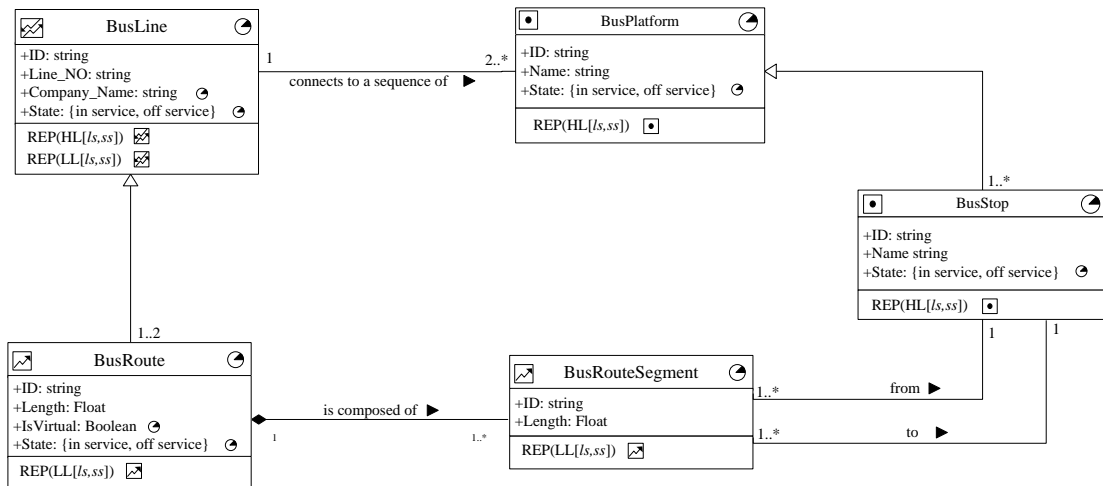 BusLine
+ID: string
+Line_NO: string
+Company_Name: string
+State: {in service, off service}
REP(HL[ls,ss])
REP(LL[ls,ss])
1
2..*
connects to a sequence of
BusPlatform
+ID: string
+Name: string
+State: {in service, off service}
REP(HL[ls,ss])
1..*
BusStop
+ID: string
+Name string
+State: {in service, off service}
REP(HL[ls,ss])
1
1
1..2
BusRoute
+ID: string
+Length: Float
+IsVirtual: Boolean
+State: {in service, off service}
REP(LL[ls,ss])
is composed of
1
1..*
BusRouteSegment
+ID: string
+Length: Float
REP(LL[ls,ss])
1..*
from
1..*
to